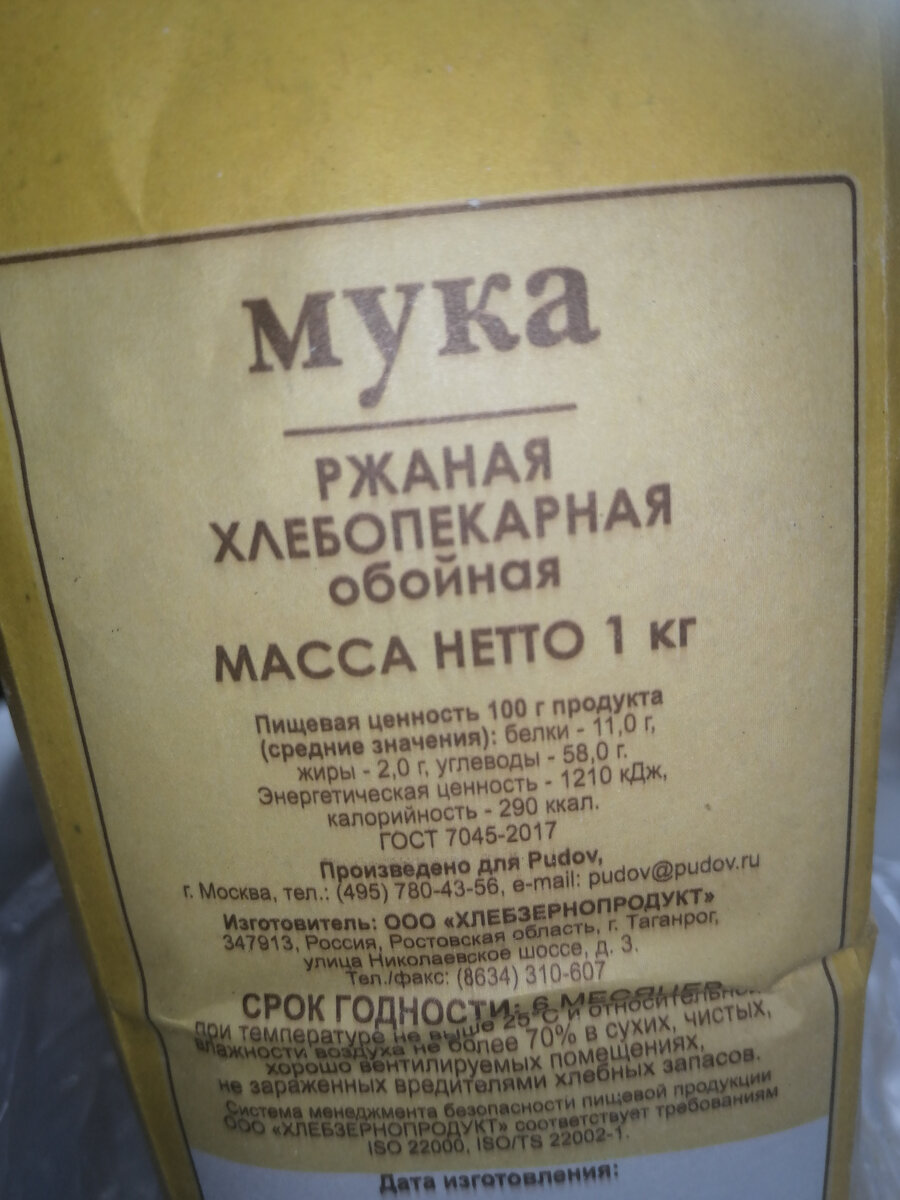 мука
РЖАНАЯ
ХЛЕБОПЕКАРНАЯ
обойная
МАССА НЕТТО 1 кг
Пищевая ценность 100 г продукта
(средние значения): белки - 11,0 г,
жиры - 2,0 г, углеводы - 58,0 г.
Энергетическая ценность - 1210 кДж,
калорийность - 290 ккал.
ГОСТ 7045-2017
Произведено для Pudov,
г. Москва, тел.: (495) 780-43-56, e-mail: pudov@pudov.ru
Изготовитель: ООО «ХЛЕБЗЕРНОПРОДУКТ»
347913, Россия, Ростовская область, г. Таганрог,
улица Николаевское шоссе, д. 3.
Тел./факс: (8634) 310-607
СРОК ГОДНОСТИ: 6 МЕСЯЦЕВ
при температуре не выше 25°С и относительной
влажности воздуха не более 70% в сухих, чистых,
хорошо вентилируемых помещениях,
не зараженных вредителями хлебных запасов.
Система менеджмента безопасности пищевой продукции
ООО «ХЛЕБЗЕРНОПРОДУКТ» соответствует требованиям
ISO 22000, ISO/TS 22002-1.
Дата изготовления: